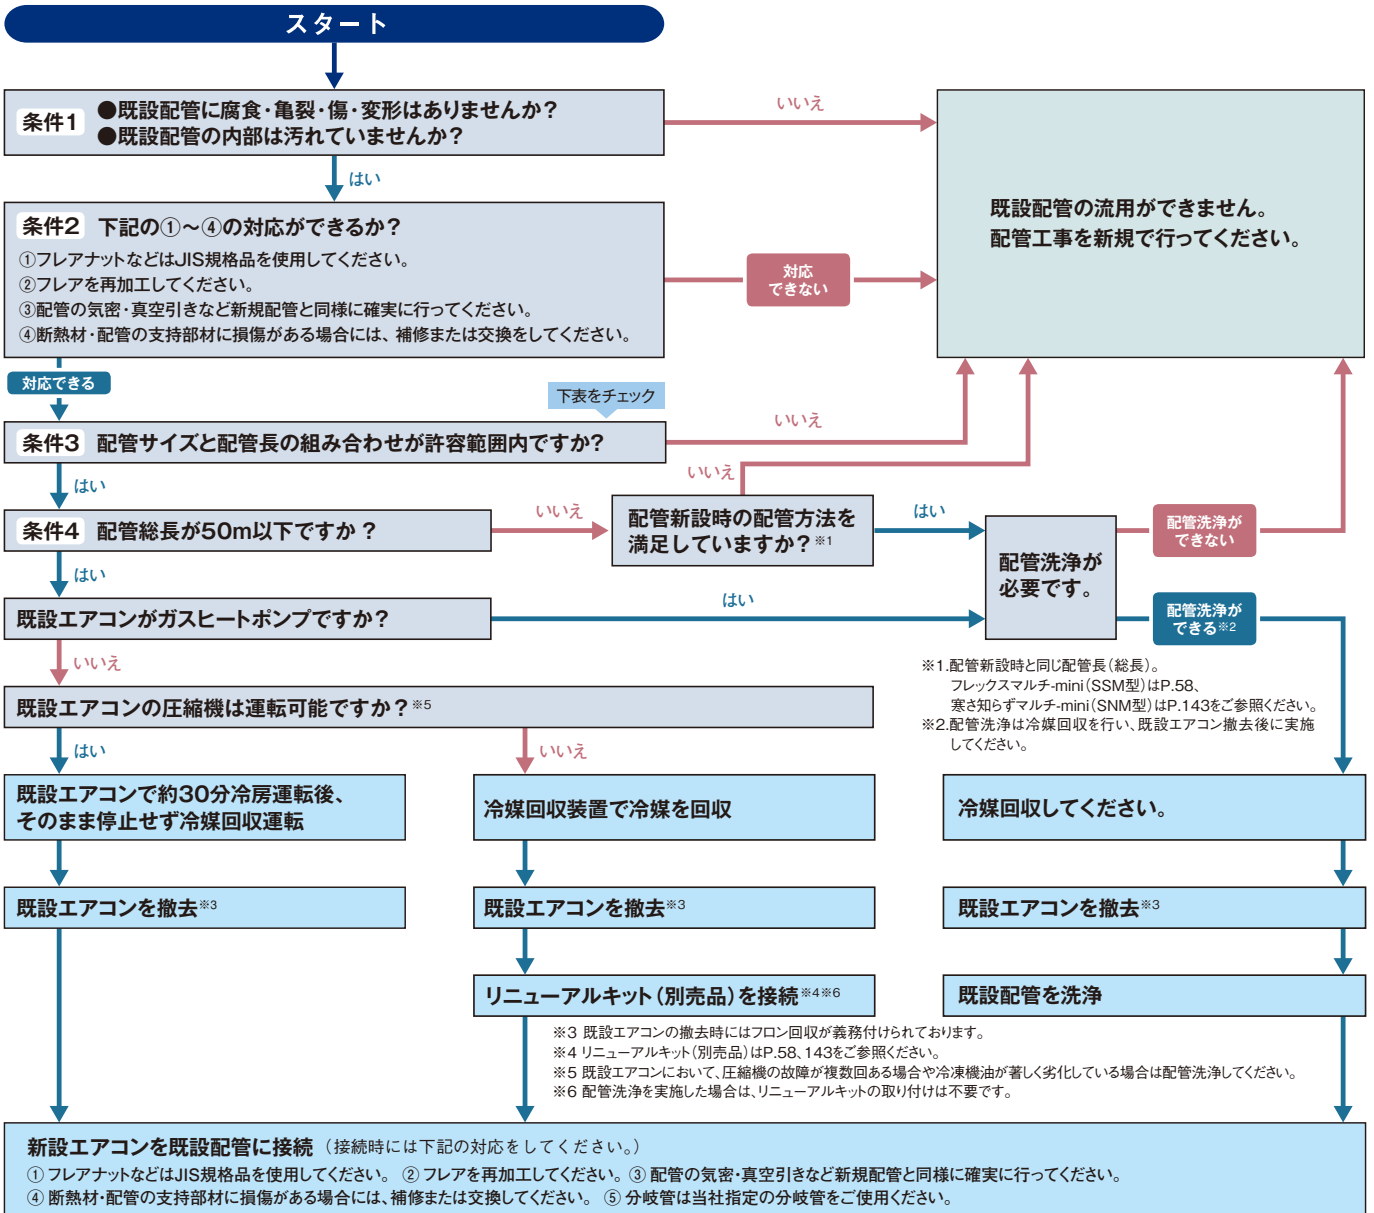 スタート
条件1
●既設配管に腐食・亀裂・傷・変形はありませんか？
●既設配管の内部は汚れていませんか？
いいえ
はい
既設配管の流用ができません。
配管工事を新規で行ってください。
条件2 下記の①〜④の対応ができるか？
①フレアナットなどはJIS規格品を使用してください。
②フレアを再加工してください。
③配管の気密・真空引きなど新規配管と同様に確実に行ってください。
④断熱材・配管の支持部材に損傷がある場合には、補修または交換をしてください。
対応
できない
対応できる
下表をチェック
条件3 配管サイズと配管長の組み合わせが許容範囲内ですか？
いいえ
はい
条件4 配管総長が50m以下ですか？
いいえ
はい
配管新設時の配管方法を
満足していますか？※1
いいえ
はい
配管洗浄が
必要です。
配管洗浄が
できない
配管洗浄が
できる※2
既設エアコンがガスヒートポンプですか？
はい
いいえ
※1.配管新設時と同じ配管長（総長）。
フレックスマルチ-mini（SSM型）はP.58、
寒さ知らずマルチ-mini（SNM型）はP.143をご参照ください。
※2.配管洗浄は冷媒回収を行い、既設エアコン撤去後に実施
してください。
既設エアコンの圧縮機は運転可能ですか？※5
はい
いいえ
既設エアコンで約30分冷房運転後、
そのまま停止せず冷媒回収運転
冷媒回収装置で冷媒を回収
冷媒回収してください。
既設エアコンを撤去※3
既設エアコンを撤去※3
既設エアコンを撤去※3
リニューアルキット（別売品）を接続※4※6
既設配管を洗浄
※3 既設エアコンの撤去時にはフロン回収が義務付けられております。
※4 リニューアルキット（別売品）はP.58、143をご参照ください。
※5 既設エアコンにおいて、圧縮機の故障が複数回ある場合や冷凍機油が著しく劣化している場合は配管洗浄してください。
※6 配管洗浄を実施した場合は、リニューアルキットの取り付けは不要です。
新設エアコンを既設配管に接続（接続時には下記の対応をしてください。）
① フレアナットなどはJIS規格品を使用してください。 ② フレアを再加工してください。 ③ 配管の気密・真空引きなど新規配管と同様に確実に行ってください。
④ 断熱材・配管の支持部材に損傷がある場合には、補修または交換してください。 ⑤ 分岐管は当社指定の分岐管をご使用ください。